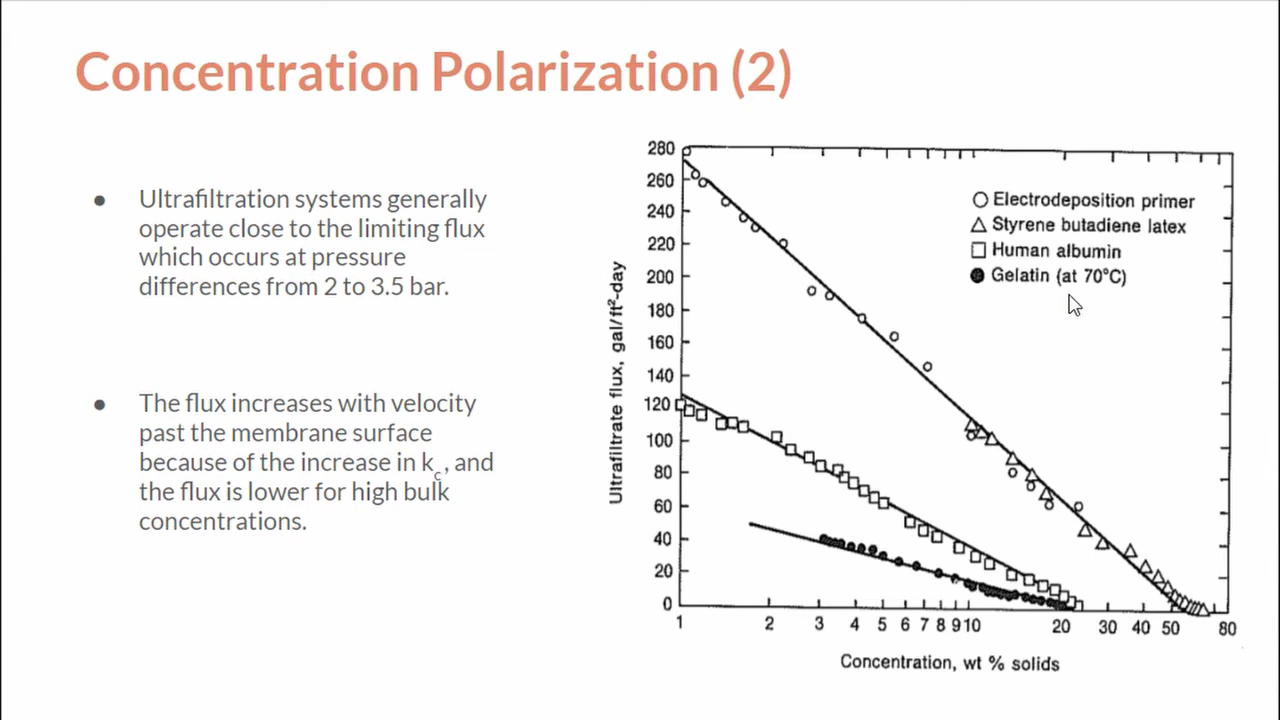 Concentration Polarization (2)
● Ultrafiltration systems generally
operate close to the limiting flux
which occurs at pressure
differences from 2 to 3.5 bar.
● The flux increases with velocity
past the membrane surface
because of the increase in kc, and
the flux is lower for high bulk
concentrations.
Ultrafiltrate flux, gal/ft²-day
280
260
240
220
200
180
160
140
120
100
80
60
40
20
0
Electrodeposition primer
Styrene butadiene latex
Human albumin
Gelatin (at 70°C)
1 2 3 4 5 6 7 8 9 10 20 30 40 50 80
Concentration, wt % solids